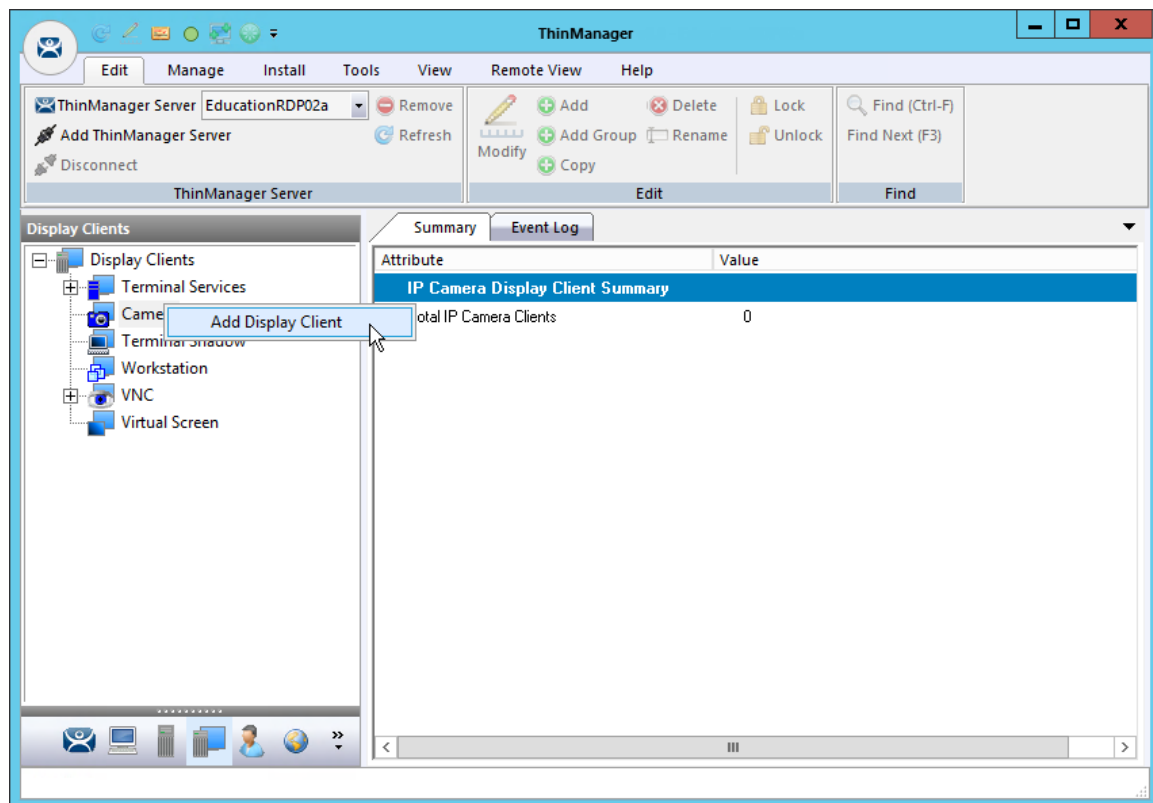 ThinManager
Edit Manage Install Tools View Remote View Help
ThinManager Server EducationRDP02a Remove
Add ThinManager Server Refresh
Disconnect
ThinManager Server
Modify
Add Delete Lock
Add Group Rename Unlock
Copy
Edit
Find (Ctrl-F)
Find Next (F3)
Find
Display Clients
Display Clients
Terminal Services
Came
Add Display Client
Terminal Shadow
Workstation
VNC
Virtual Screen
Summary Event Log
Attribute Value
IP Camera Display Client Summary
otal IP Camera Clients 0